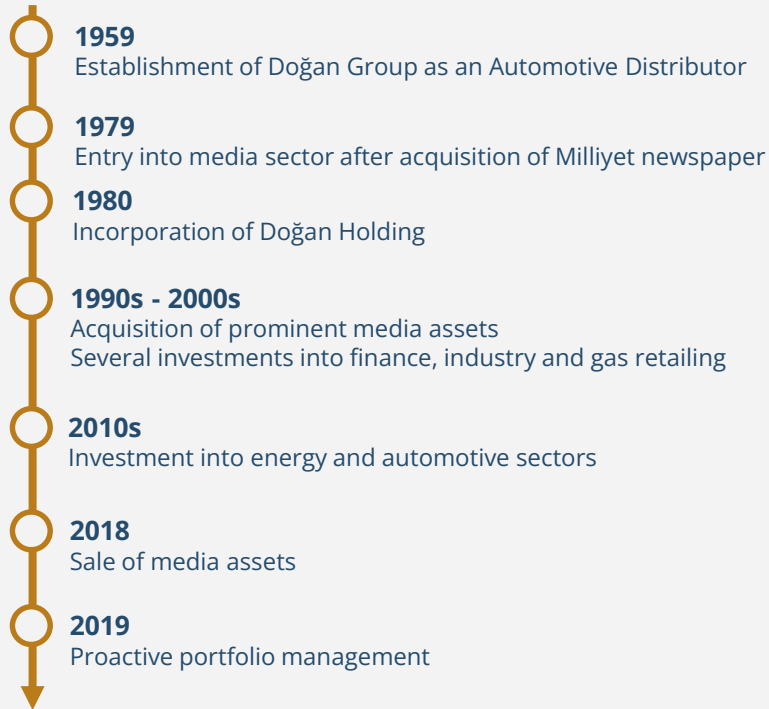 1959
Establishment of Doğan Group as an Automotive Distributor
1979
Entry into media sector after acquisition of Milliyet newspaper
1980
Incorporation of Doğan Holding
1990s - 2000s
Acquisition of prominent media assets
Several investments into finance, industry and gas retailing
2010s
Investment into energy and automotive sectors
2018
Sale of media assets
2019
Proactive portfolio management